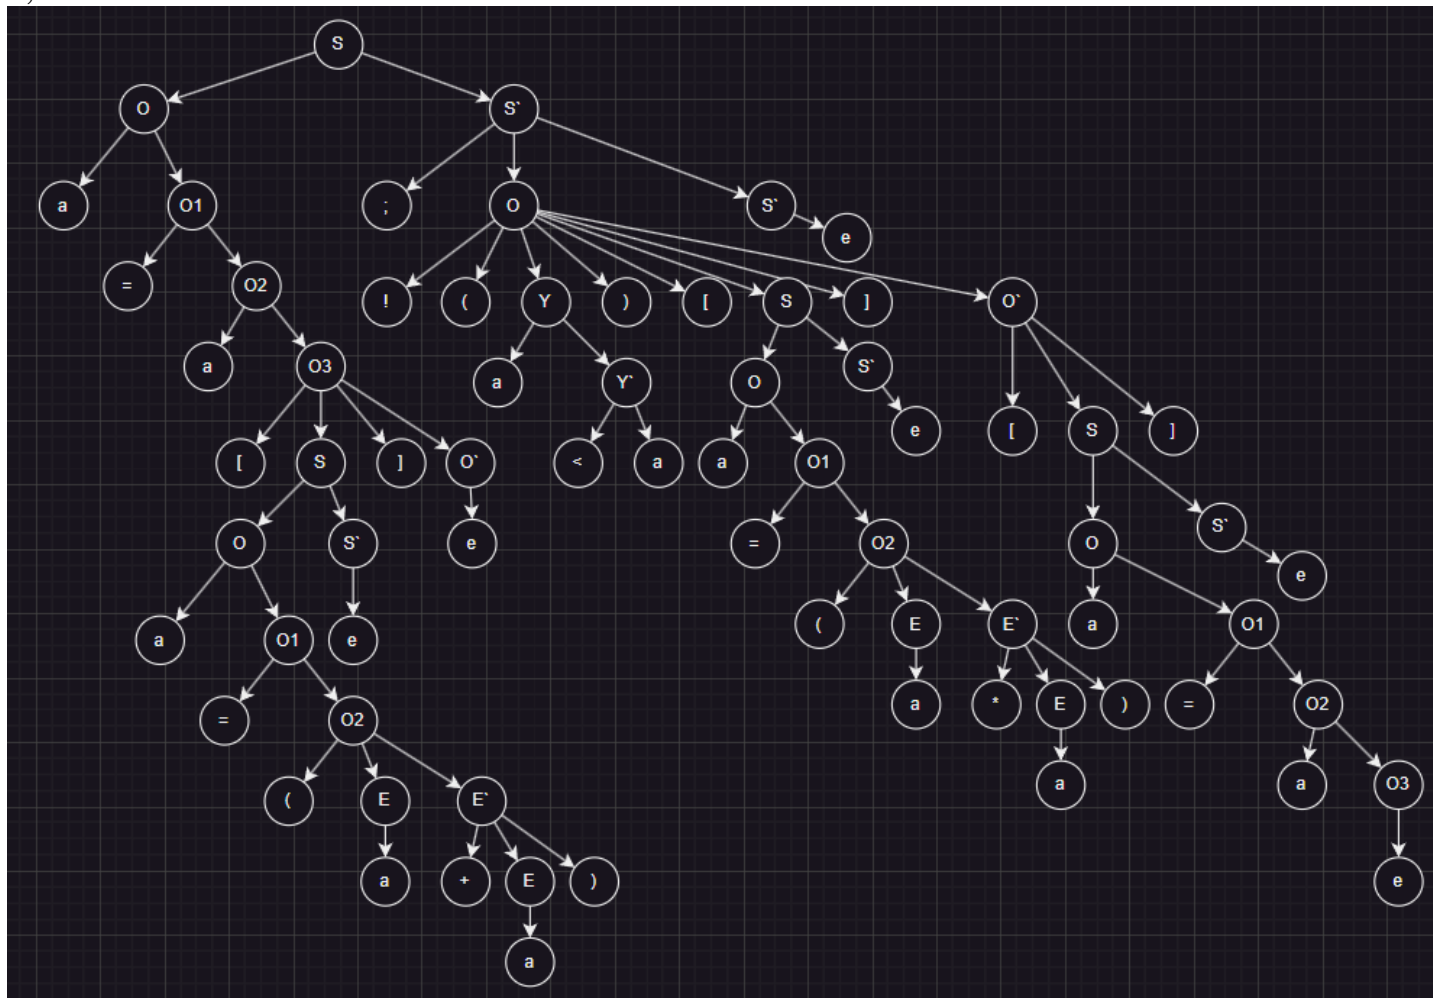 S
O S`
a O1 ; O S`
e
= O2 ! ( Y ) [ S ] O`
a O3 a Y` O S`
[ S ] O` < a a O1 e [ S ]
O S` e = O2 O S`
e
a O1 e ( E E` a O1
= O2 a * E ) = O2
( E E` a a O3
a + E ) e
a